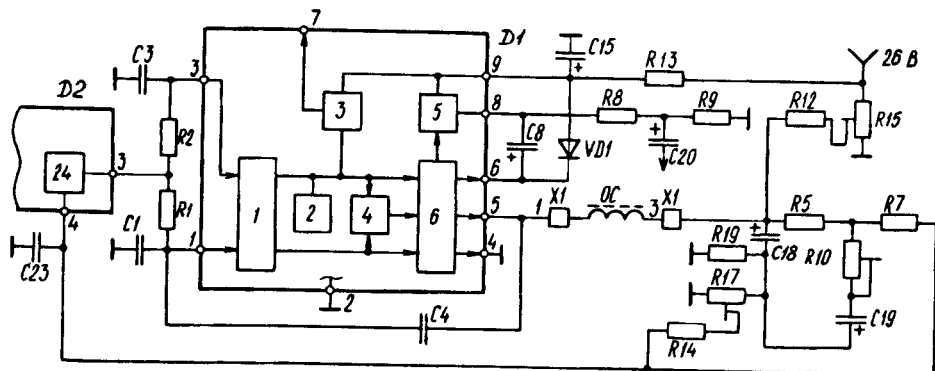 7
D1
C15
+
R13
26 В
C3
3
9
D2
3
5
8
R8
R9
R12
R15
R2
C8
+
VD1
+
C20
24
3
6
X1
OC
X1
4
R1
1
2
4
6
5
1
3
R5
R7
C1
1
4
R19
+
C18
R10
C23
2
R17
C19
+
C4
R14